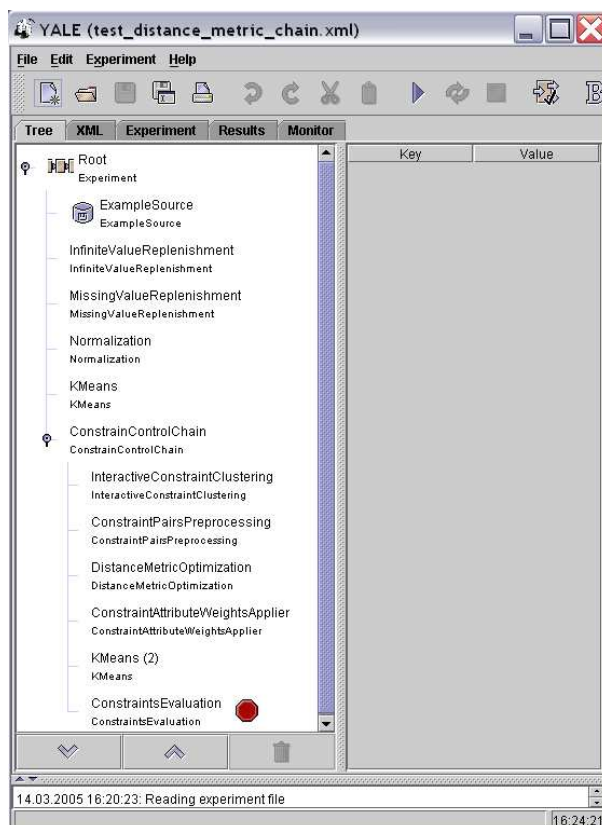 YALE (test_distance_metric_chain.xml)
File Edit Experiment Help
Tree XML Experiment Results Monitor
Key Value
Root
Experiment
ExampleSource
ExampleSource
InfiniteValueReplenishment
InfiniteValueReplenishment
MissingValueReplenishment
MissingValueReplenishment
Normalization
Normalization
KMeans
KMeans
ConstrainControlChain
ConstrainControlChain
InteractiveConstraintClustering
InteractiveConstraintClustering
ConstraintPairsPreprocessing
ConstraintPairsPreprocessing
DistanceMetricOptimization
DistanceMetricOptimization
ConstraintAttributeWeightsApplier
ConstraintAttributeWeightsApplier
KMeans (2)
KMeans
ConstraintsEvaluation
ConstraintsEvaluation
14.03.2005 16:20:23: Reading experiment file
16:24:21